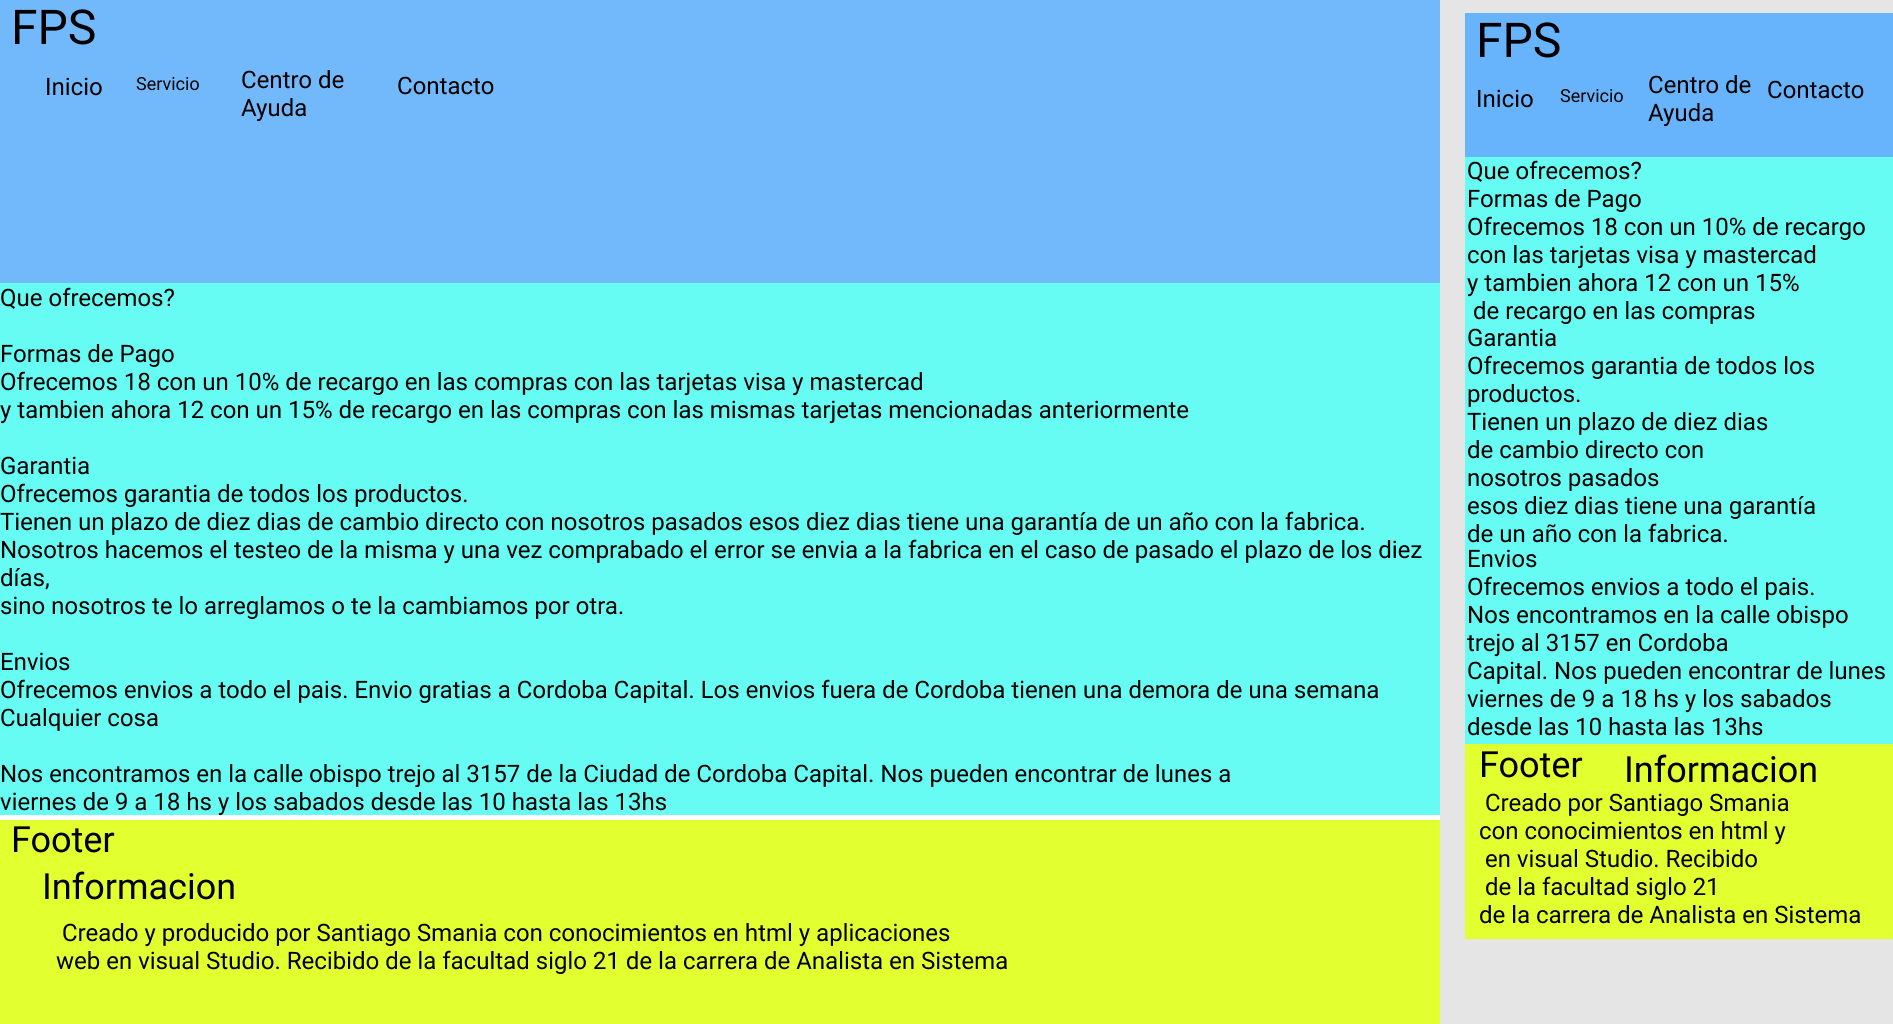 FPS
Inicio
Servicio
Centro de
Ayuda
Contacto
Que ofrecemos?
Formas de Pago
Ofrecemos 18 con un 10% de recargo en las compras con las tarjetas visa y mastercad
y tambien ahora 12 con un 15% de recargo en las compras con las mismas tarjetas mencionadas anteriormente
Garantia
Ofrecemos garantia de todos los productos.
Tienen un plazo de diez dias de cambio directo con nosotros pasados esos diez dias tiene una garantía de un año con la fabrica.
Nosotros hacemos el testeo de la misma y una vez comprabado el error se envia a la fabrica en el caso de pasado el plazo de los diez
días,
sino nosotros te lo arreglamos o te la cambiamos por otra.
Envios
Ofrecemos envios a todo el pais. Envio gratias a Cordoba Capital. Los envios fuera de Cordoba tienen una demora de una semana
Cualquier cosa
Nos encontramos en la calle obispo trejo al 3157 de la Ciudad de Cordoba Capital. Nos pueden encontrar de lunes a
viernes de 9 a 18 hs y los sabados desde las 10 hasta las 13hs
Footer
Informacion
Creado y producido por Santiago Smania con conocimientos en html y aplicaciones
web en visual Studio. Recibido de la facultad siglo 21 de la carrera de Analista en Sistema
FPS
Inicio
Servicio
Centro de
Ayuda
Contacto
Que ofrecemos?
Formas de Pago
Ofrecemos 18 con un 10% de recargo
con las tarjetas visa y mastercad
y tambien ahora 12 con un 15%
de recargo en las compras
Garantia
Ofrecemos garantia de todos los
productos.
Tienen un plazo de diez dias
de cambio directo con
nosotros pasados
esos diez dias tiene una garantía
de un año con la fabrica.
Envios
Ofrecemos envios a todo el pais.
Nos encontramos en la calle obispo
trejo al 3157 en Cordoba
Capital. Nos pueden encontrar de lunes
viernes de 9 a 18 hs y los sabados
desde las 10 hasta las 13hs
Footer
Informacion
Creado por Santiago Smania
con conocimientos en html y
en visual Studio. Recibido
de la facultad siglo 21
de la carrera de Analista en Sistema